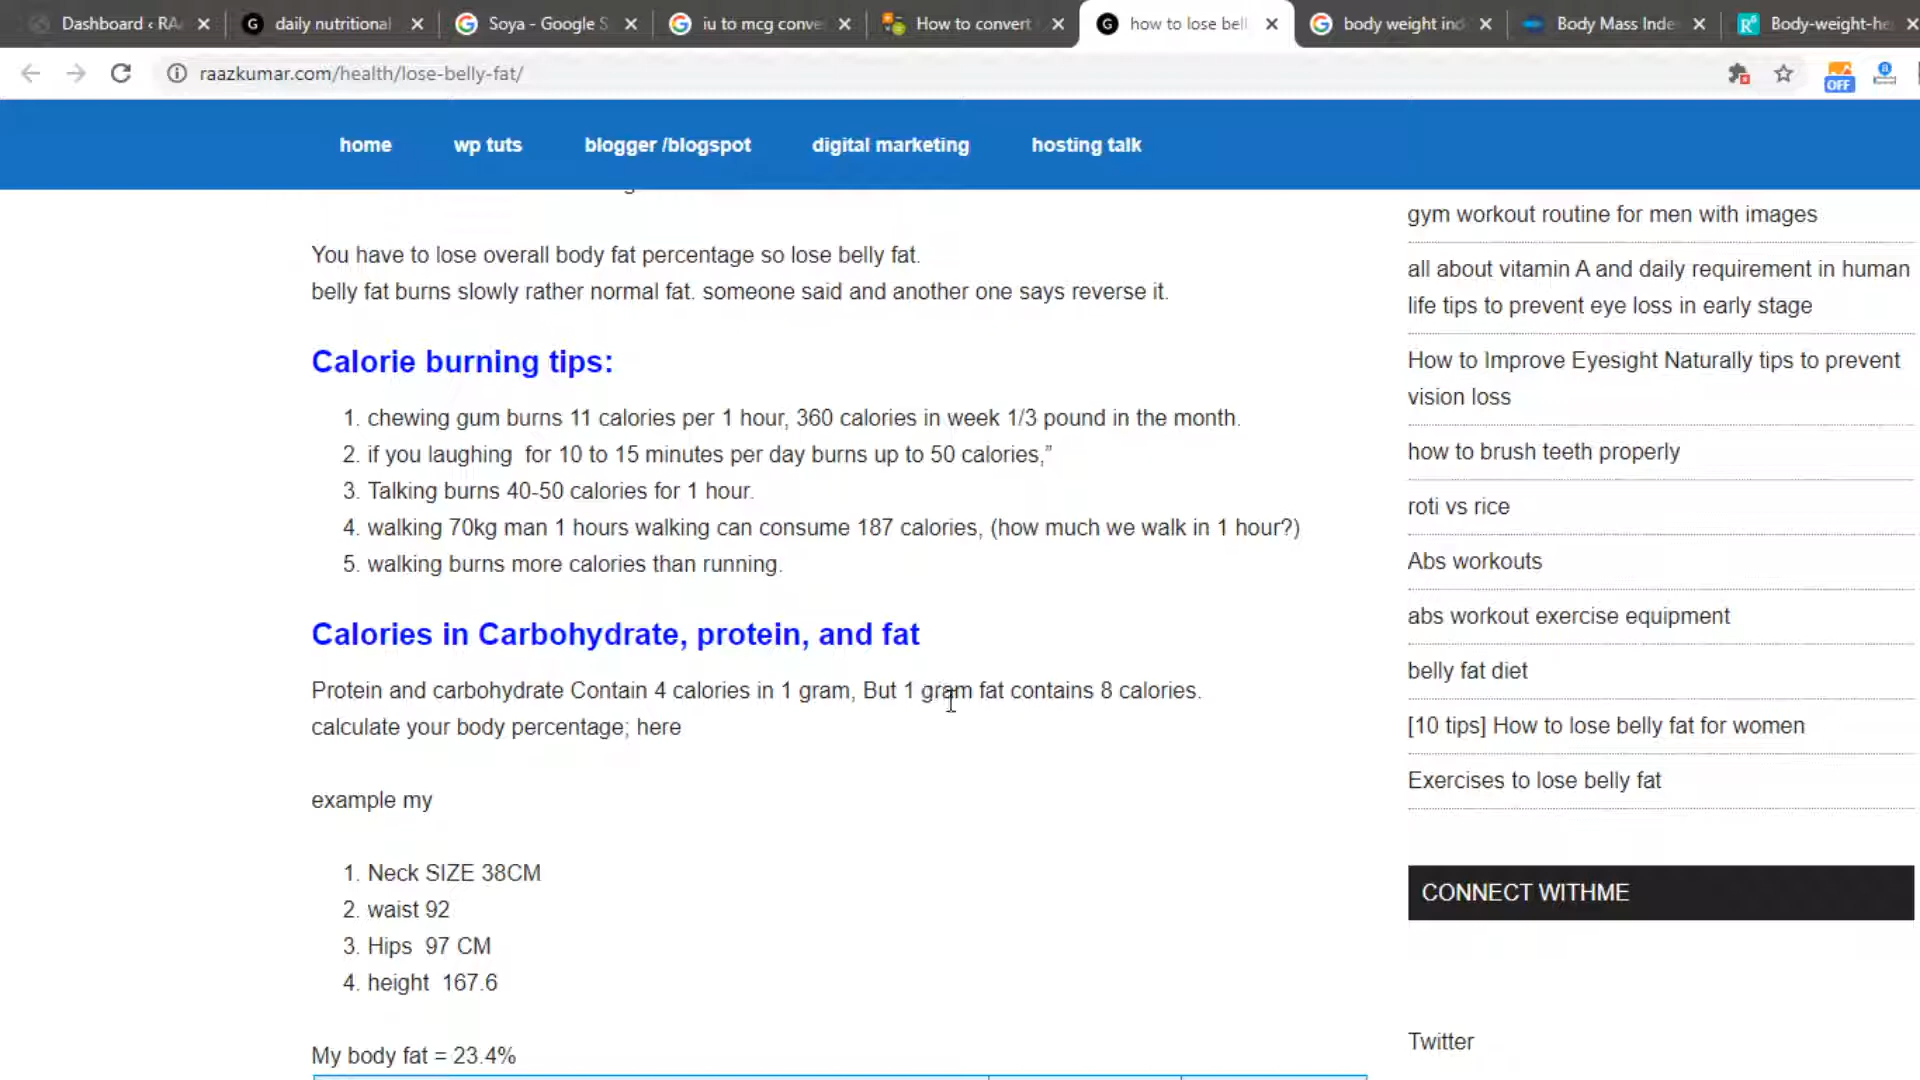 Dashboard ‹ RA
daily nutritional
Soya - Google S
iu to mcg conve
How to convert
how to lose bell
body weight ind
Body Mass Inde
Body-weight-he
raazkumar.com/health/lose-belly-fat/
OFF
home
wp tuts
blogger /blogspot
digital marketing
hosting talk
You have to lose overall body fat percentage so lose belly fat.
belly fat burns slowly rather normal fat. someone said and another one says reverse it.
Calorie burning tips:
1. chewing gum burns 11 calories per 1 hour, 360 calories in week 1/3 pound in the month.
2. if you laughing for 10 to 15 minutes per day burns up to 50 calories,”
3. Talking burns 40-50 calories for 1 hour.
4. walking 70kg man 1 hours walking can consume 187 calories, (how much we walk in 1 hour?)
5. walking burns more calories than running.
Calories in Carbohydrate, protein, and fat
Protein and carbohydrate Contain 4 calories in 1 gram, But 1 gram fat contains 8 calories.
calculate your body percentage; here
example my
1. Neck SIZE 38CM
2. waist 92
3. Hips 97 CM
4. height 167.6
My body fat = 23.4%
gym workout routine for men with images
all about vitamin A and daily requirement in human
life tips to prevent eye loss in early stage
How to Improve Eyesight Naturally tips to prevent
vision loss
how to brush teeth properly
roti vs rice
Abs workouts
abs workout exercise equipment
belly fat diet
[10 tips] How to lose belly fat for women
Exercises to lose belly fat
CONNECT WITHME
Twitter